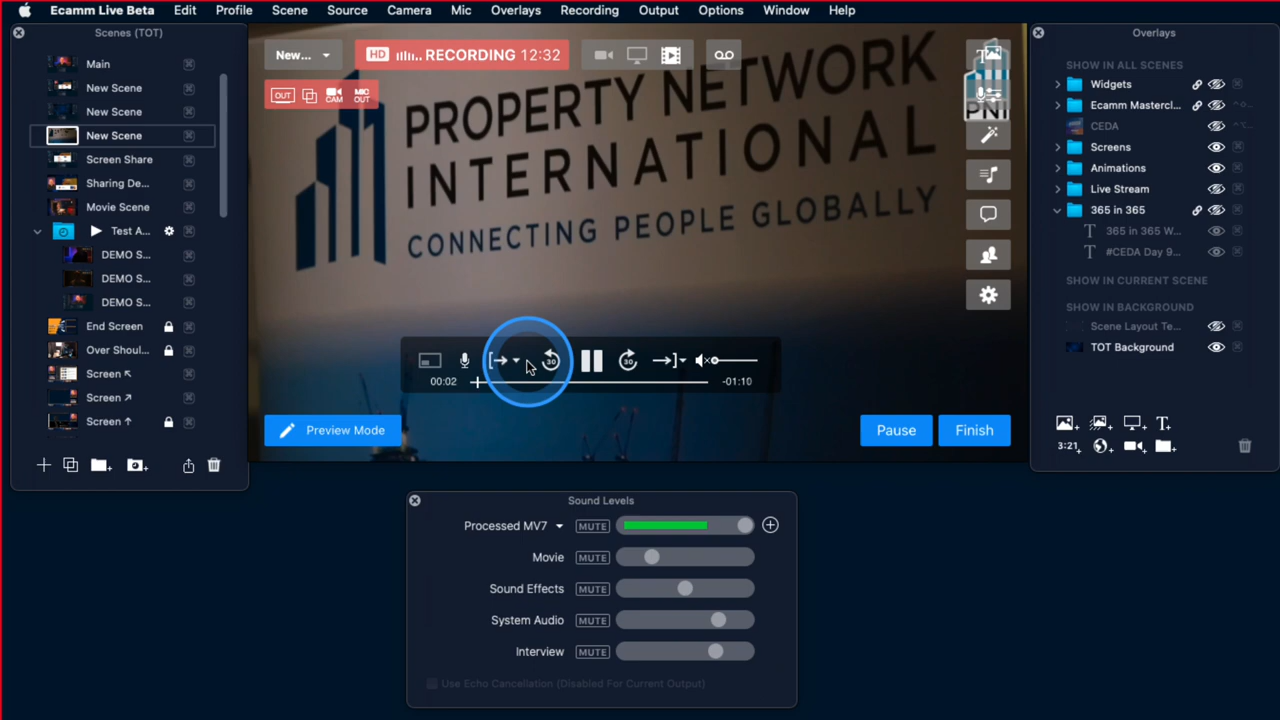 Ecamm Live Beta Edit Profile Scene Source Camera Mic Overlays Recording Output Options Window Help
Scenes (TOT)
Main
New Scene
New Scene
New Scene
Screen Share
Sharing De...
Movie Scene
Test A...
DEMO S...
DEMO S...
DEMO S...
End Screen
Over Shoul...
Screen ↖
Screen ↗
Screen ↑
New...
HD RECORDING 12:32
OUT CAM MIC OUT
PROPERTY NETWORK
INTERNATIONAL
CONNECTING PEOPLE GLOBALLY
PNI
T
30 30
00:02 -01:10
Preview Mode
Pause Finish
Sound Levels
Processed MV7 MUTE
Movie MUTE
Sound Effects MUTE
System Audio MUTE
Interview MUTE
Use Echo Cancellation (Disabled For Current Output)
Overlays
SHOW IN ALL SCENES
Widgets
Ecamm Mastercl...
CEDA
Screens
Animations
Live Stream
365 in 365
T 365 in 365 W...
T #CEDA Day 9...
SHOW IN CURRENT SCENE
SHOW IN BACKGROUND
Scene Layout Te...
TOT Background
T+
3:21+